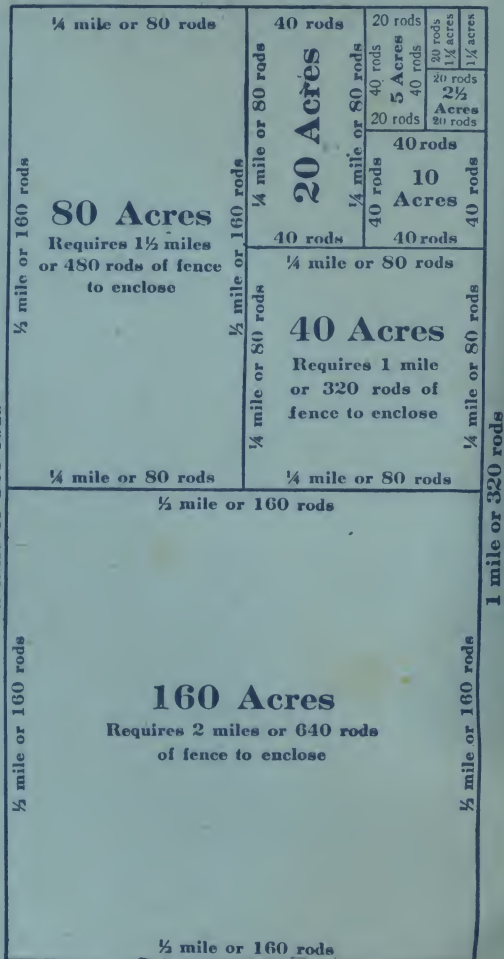 ¼ mile or 80 rods
½ mile or 160 rods
80 Acres
Requires 1½ miles
or 480 rods of fence
to enclose
½ mile or 160 rods
¼ mile or 80 rods
40 rods
¼ mile or 80 rods
20 Acres
¼ mile or 80 rods
40 rods
20 rods
40 rods
5 Acres
40 rods
20 rods
20 rods
1¼ acres
1¼ acres
20 rods
2½
Acres
20 rods
40 rods
40 rods
10
Acres
40 rods
40 rods
¼ mile or 80 rods
¼ mile or 80 rods
40 Acres
Requires 1 mile
or 320 rods of
fence to enclose
¼ mile or 80 rods
¼ mile or 80 rods
1 mile or 320 rods
½ mile or 160 rods
½ mile or 160 rods
160 Acres
Requires 2 miles or 640 rods
of fence to enclose
½ mile or 160 rods
½ mile or 160 rods